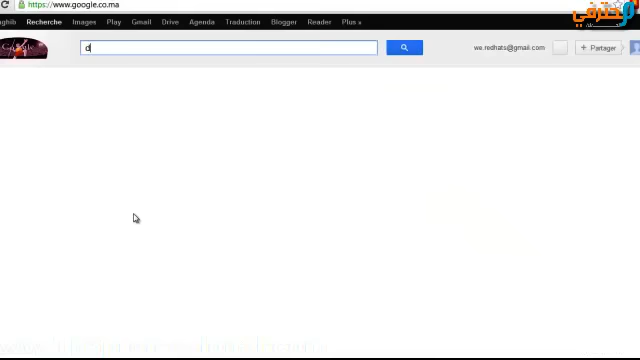 https://www.google.co.ma
Recherche Images Play Gmail Drive Agenda Traduction Blogger Reader Plus
Google d we.redhats@gmail.com + Partager